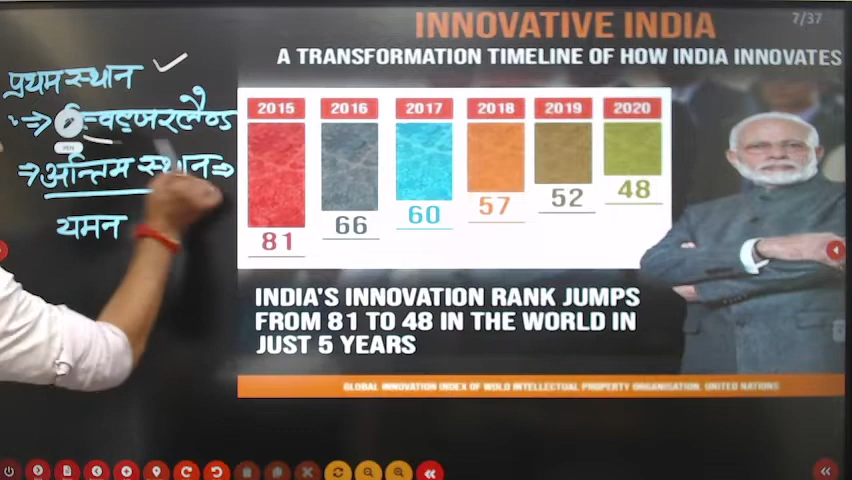 7/37
INNOVATIVE INDIA
A TRANSFORMATION TIMELINE OF HOW INDIA INNOVATES
प्रथम स्थान
स्विट्जरलैण्ड
अन्तिम स्थान
यमन
2015 2016 2017 2018 2019 2020
81 66 60 57 52 48
PEN
INDIA'S INNOVATION RANK JUMPS
FROM 81 TO 48 IN THE WORLD IN
JUST 5 YEARS
GLOBAL INNOVATION INDEX OF WOLD INTELLECTUAL PROPERTY ORGANISATION, UNITED NATIONS